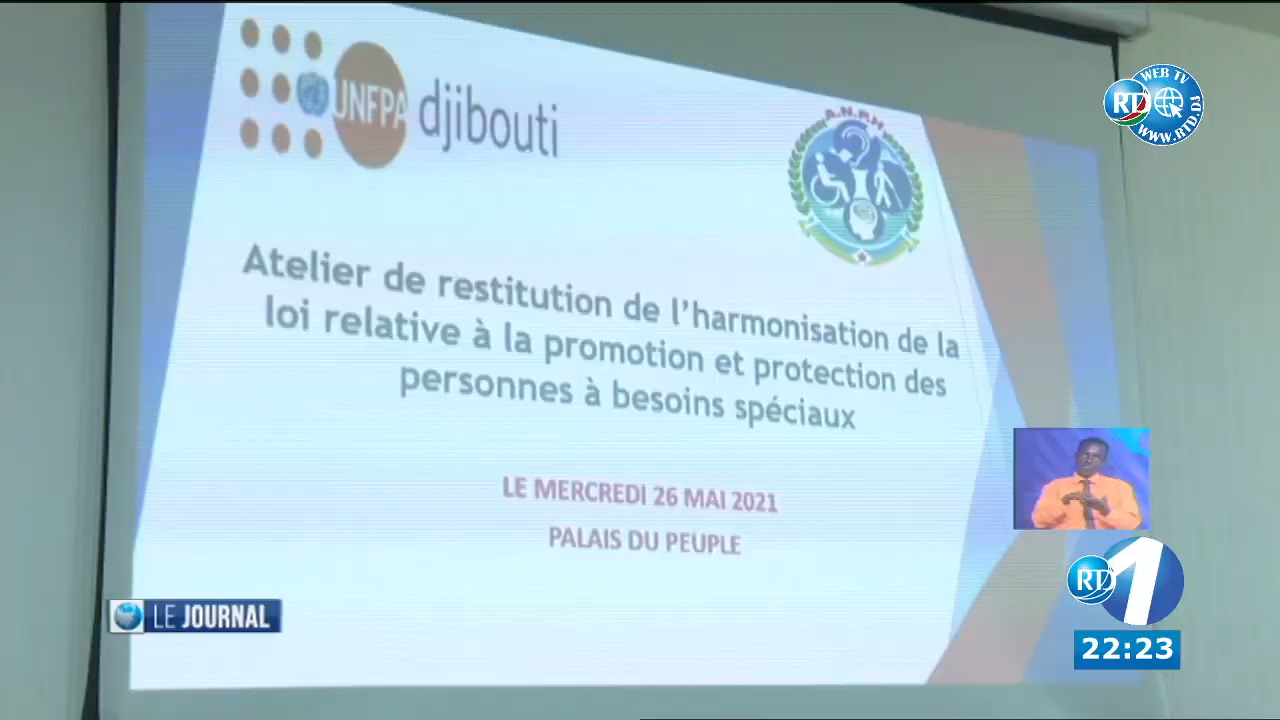 UNFPA djibouti
A.N.P.H
WEB TV
RTD
WWW.RTD.DJ
Atelier de restitution de l'harmonisation de la
loi relative à la promotion et protection des
personnes à besoins spéciaux
LE MERCREDI 26 MAI 2021
PALAIS DU PEUPLE
LE JOURNAL
RTD 1
22:23